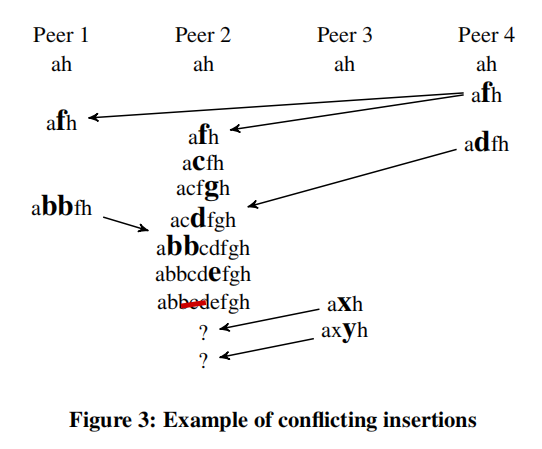 Peer 1 Peer 2 Peer 3 Peer 4
ah ah ah ah
afh
afh
afh
acfh
adfh
acfgh
abbfh
acdfgh
abbcdfgh
abbcdefgh
abbcdefgh
axh
?
axyh
?
Figure 3: Example of conflicting insertions